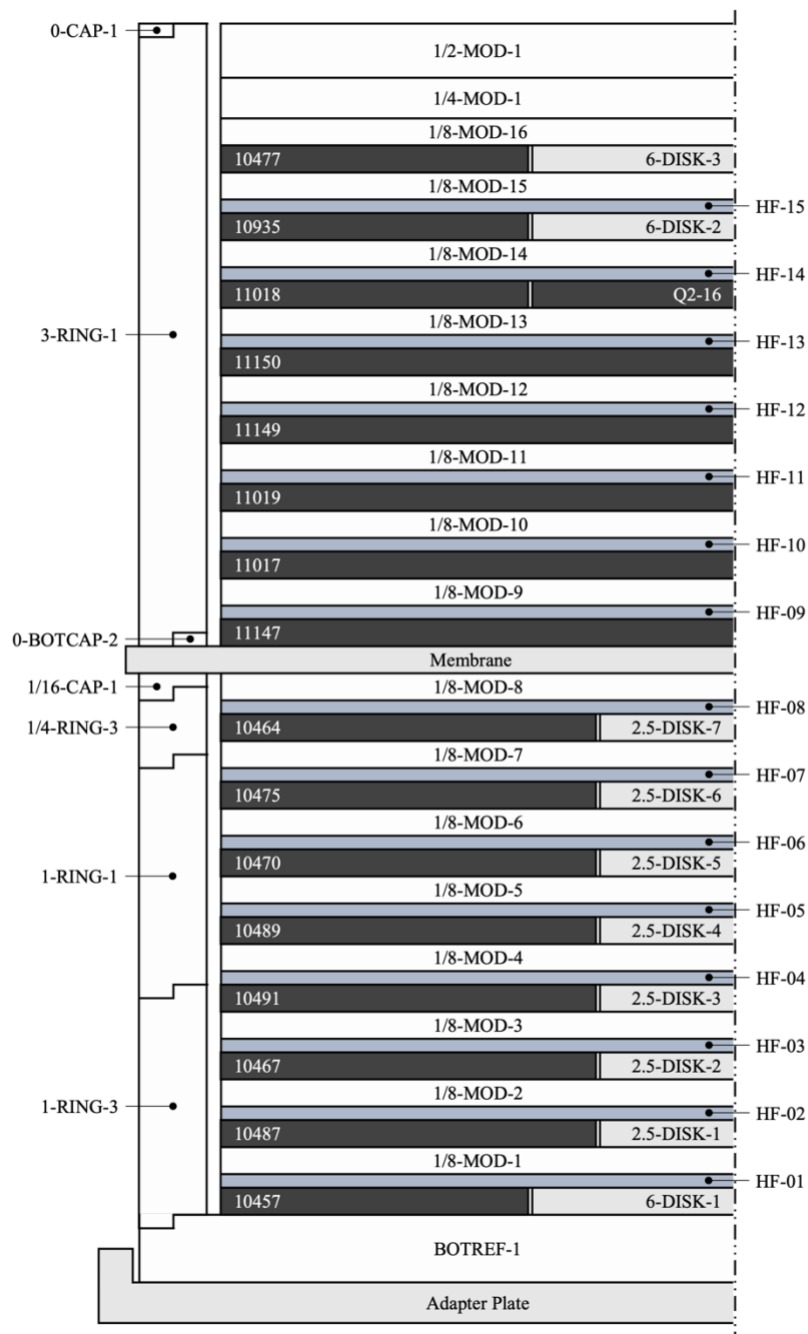 0-CAP-1
1/2-MOD-1
1/4-MOD-1
1/8-MOD-16
10477 6-DISK-3
1/8-MOD-15
HF-15
10935 6-DISK-2
1/8-MOD-14
HF-14
11018 Q2-16
1/8-MOD-13
3-RING-1
HF-13
11150
1/8-MOD-12
HF-12
11149
1/8-MOD-11
HF-11
11019
1/8-MOD-10
HF-10
11017
1/8-MOD-9
HF-09
11147
0-BOTCAP-2
Membrane
1/16-CAP-1
1/8-MOD-8
HF-08
1/4-RING-3
10464 2.5-DISK-7
1/8-MOD-7
HF-07
10475 2.5-DISK-6
1/8-MOD-6
HF-06
10470 2.5-DISK-5
1-RING-1
1/8-MOD-5
HF-05
10489 2.5-DISK-4
1/8-MOD-4
HF-04
10491 2.5-DISK-3
1/8-MOD-3
HF-03
10467 2.5-DISK-2
1/8-MOD-2
1-RING-3
HF-02
10487 2.5-DISK-1
1/8-MOD-1
HF-01
10457 6-DISK-1
BOTREF-1
Adapter Plate